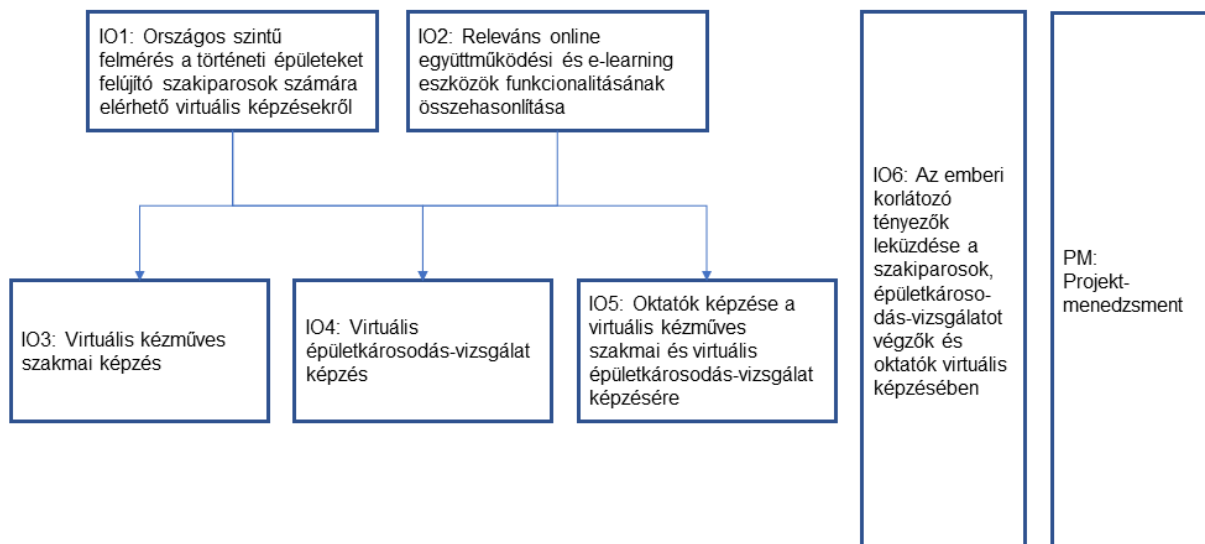 IO1: Országos szintű
felmérés a történeti épületeket
felújító szakiparosok számára
elérhető virtuális képzésekről
IO2: Releváns online
együttműködési és e-learning
eszközök funkcionalitásának
összehasonlítása
IO3: Virtuális kézműves
szakmai képzés
IO4: Virtuális
épületkárosodás-vizsgálat
képzés
IO5: Oktatók képzése a
virtuális kézműves
szakmai és virtuális
épületkárosodás-vizsgálat
képzésére
IO6: Az emberi
korlátozó
tényezők
leküzdése a
szakiparosok,
épületkároso-
dás-vizsgálatot
végzők és
oktatók virtuális
képzésében
PM:
Projekt-
menedzsment